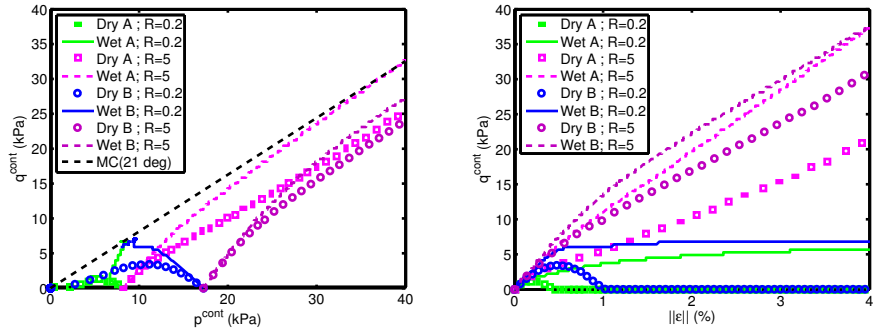 40
35
30
25
20
15
10
5
0
q^cont (kPa)
Dry A ; R=0.2
Wet A; R=0.2
Dry A ; R=5
Wet A ; R=5
Dry B ; R=0.2
Wet B; R=0.2
Dry B ; R=5
Wet B ; R=5
MC(21 deg)
0 10 20 30 40
p^cont (kPa)
40
35
30
25
20
15
10
5
0
q^cont (kPa)
Dry A ; R=0.2
Wet A; R=0.2
Dry A ; R=5
Wet A ; R=5
Dry B ; R=0.2
Wet B; R=0.2
Dry B ; R=5
Wet B ; R=5
0 1 2 3 4
||ε|| (%)